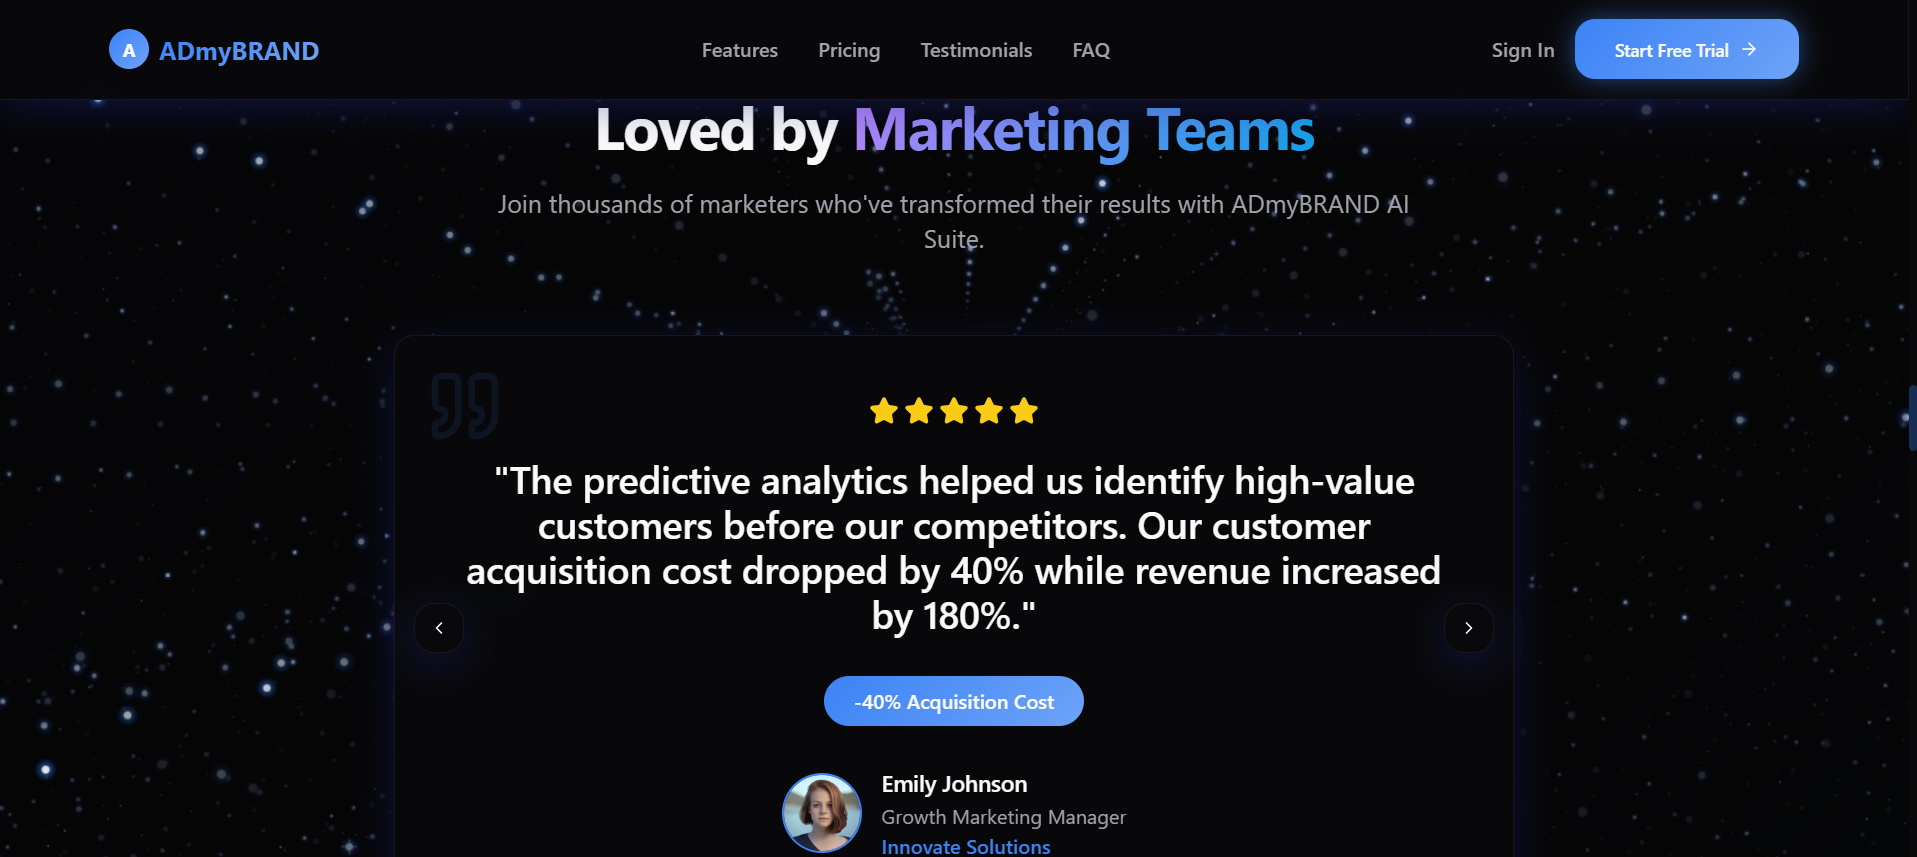 A ADmyBRAND
Features Pricing Testimonials FAQ
Sign In
Start Free Trial
Loved by Marketing Teams
Join thousands of marketers who've transformed their results with ADmyBRAND AI
Suite.
"The predictive analytics helped us identify high-value
customers before our competitors. Our customer
acquisition cost dropped by 40% while revenue increased
by 180%."
-40% Acquisition Cost
Emily Johnson
Growth Marketing Manager
Innovate Solutions